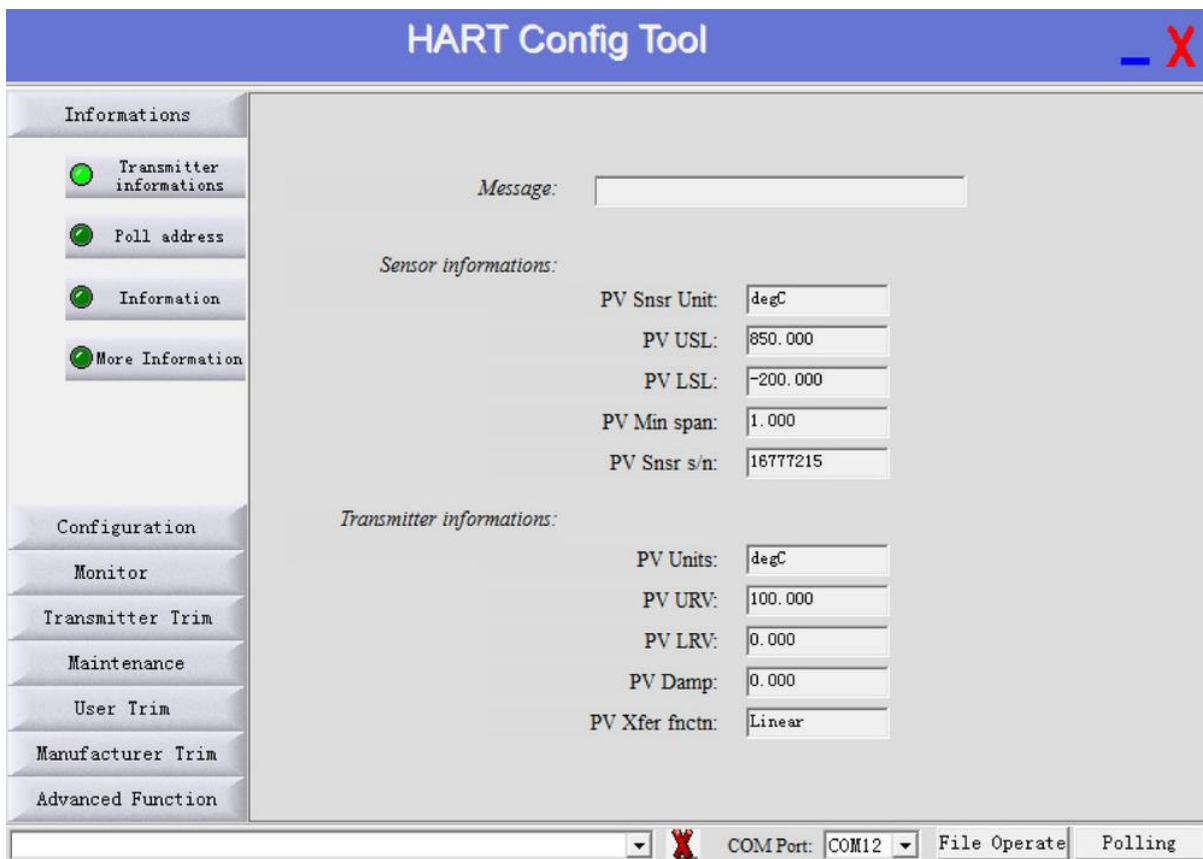 HART Config Tool
X
Informations
Transmitter
informations
Poll address
Information
More Information
Configuration
Monitor
Transmitter Trim
Maintenance
User Trim
Manufacturer Trim
Advanced Function
Message:
Sensor informations:
PV Snsr Unit: degC
PV USL: 850.000
PV LSL: -200.000
PV Min span: 1.000
PV Snsr s/n: 16777215
Transmitter informations:
PV Units: degC
PV URV: 100.000
PV LRV: 0.000
PV Damp: 0.000
PV Xfer fnctn: Linear
X COM Port: COM12 File Operate Polling